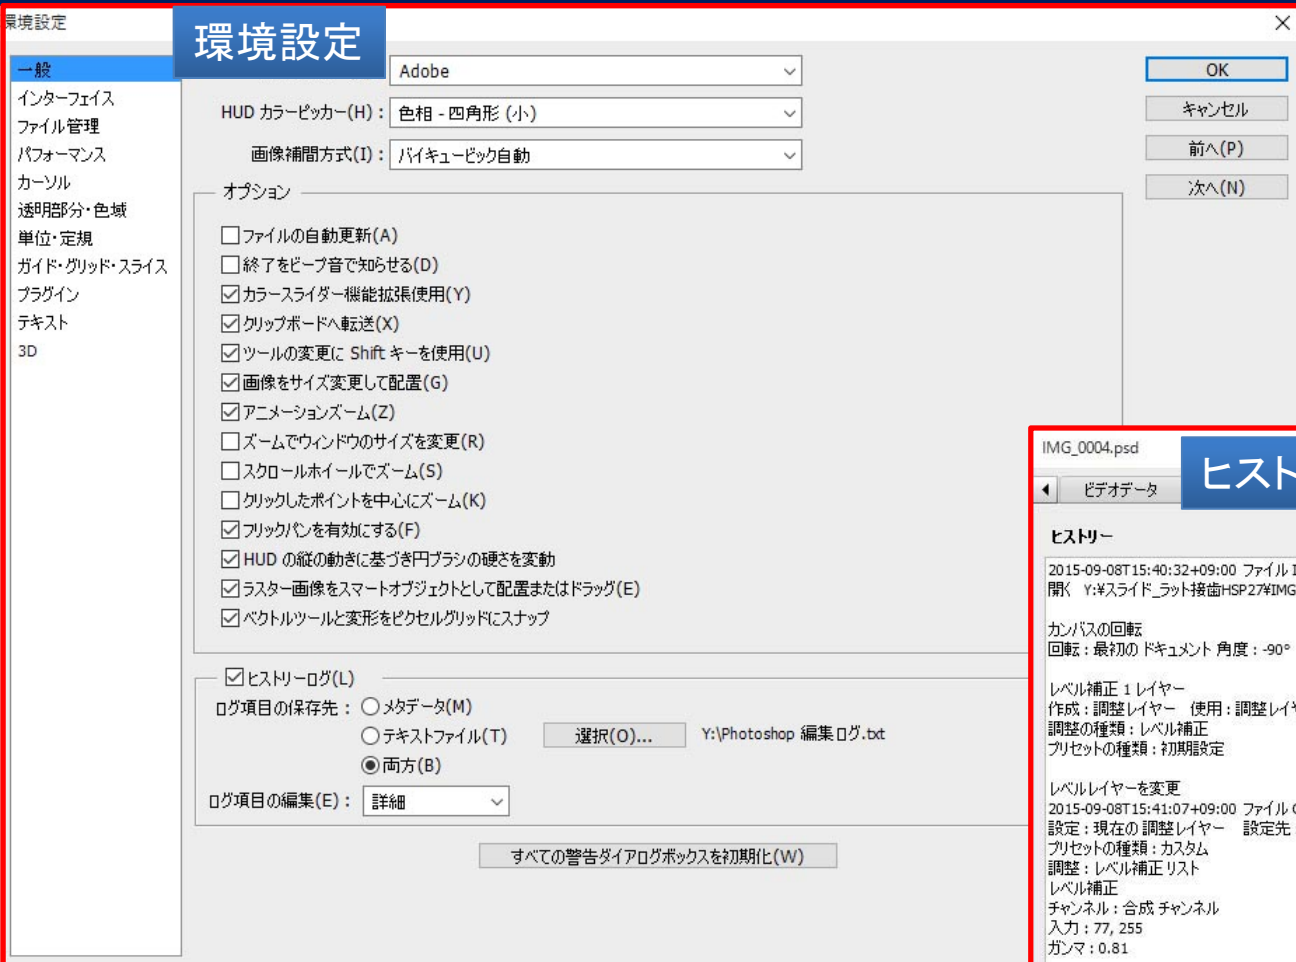 環境設定
環境設定
一般
インターフェイス
ファイル管理
パフォーマンス
カーソル
透明部分・色域
単位・定規
ガイド・グリッド・スライス
プラグイン
テキスト
3D
Adobe
HUD カラーピッカー(H)： 色相 - 四角形 (小)
画像補間方式(I)： バイキュービック自動
OK
キャンセル
前へ(P)
次へ(N)
オプション
ファイルの自動更新(A)
終了をビープ音で知らせる(D)
カラースライダー機能拡張使用(Y)
クリップボードへ転送(X)
ツールの変更に Shift キーを使用(U)
画像をサイズ変更して配置(G)
アニメーションズーム(Z)
ズームでウィンドウのサイズを変更(R)
スクロールホイールでズーム(S)
クリックしたポイントを中心にズーム(K)
フリックパンを有効にする(F)
HUD の縦の動きに基づき円ブラシの硬さを変動
ラスター画像をスマートオブジェクトとして配置またはドラッグ(E)
ベクトルツールと変形をピクセルグリッドにスナップ
ヒストリーログ(L)
ログ項目の保存先： メタデータ(M)
テキストファイル(T) 選択(O)... Y:\Photoshop 編集ログ.txt
両方(B)
ログ項目の編集(E)： 詳細
すべての警告ダイアログボックスを初期化(W)
IMG_0004.psd
ヒスト
ビデオデータ
ヒストリー
2015-09-08T15:40:32+09:00 ファイル
開く Y:¥スライド_ラット接歯HSP27¥IMG
カンバスの回転
回転：最初の ドキュメント 角度：-90°
レベル補正 1 レイヤー
作成：調整レイヤー 使用：調整レイヤ
調整の種類：レベル補正
プリセットの種類：初期設定
レベルレイヤーを変更
2015-09-08T15:41:07+09:00 ファイル
設定：現在の 調整レイヤー 設定先
プリセットの種類：カスタム
調整：レベル補正 リスト
レベル補正
チャンネル：合成 チャンネル
入力：77, 255
ガンマ：0.81